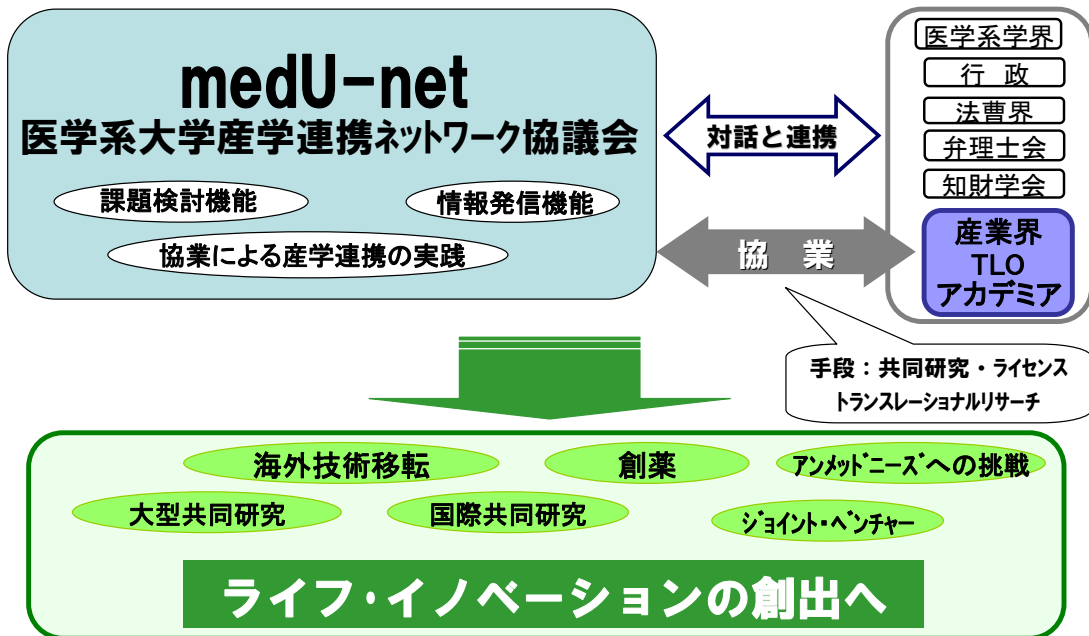 medU-net
医学系大学産学連携ネットワーク協議会
課題検討機能
情報発信機能
協業による産学連携の実践
対話と連携
協 業
医学系学界
行 政
法曹界
弁理士会
知財学会
産業界
TLO
アカデミア
手段：共同研究・ライセンス
トランスレーショナルリサーチ
海外技術移転
創薬
アンメッドニーズへの挑戦
大型共同研究
国際共同研究
ジョイント・ベンチャー
ライフ・イノベーションの創出へ